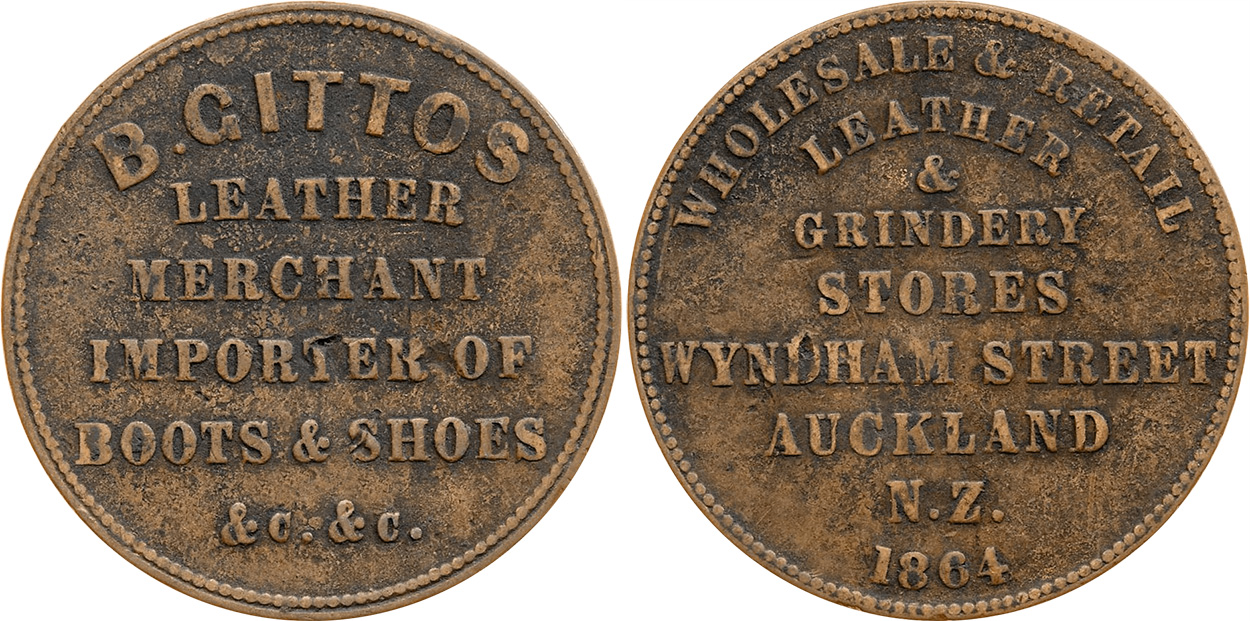 B. GITTOS
LEATHER
MERCHANT
IMPORTER OF
BOOTS & SHOES
&c. &c.
WHOLESALE & RETAIL
LEATHER
&
GRINDERY
STORES
WYNDHAM STREET
AUCKLAND
N.Z.
1864